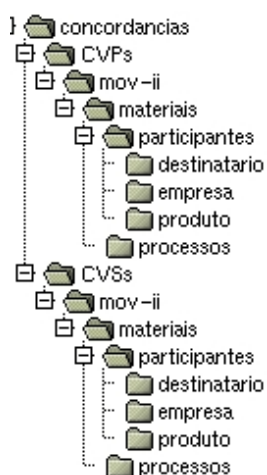 concordancias
CVPs
mov-ii
materiais
participantes
destinatario
empresa
produto
processos
CVSs
mov-ii
materiais
participantes
destinatario
empresa
produto
processos